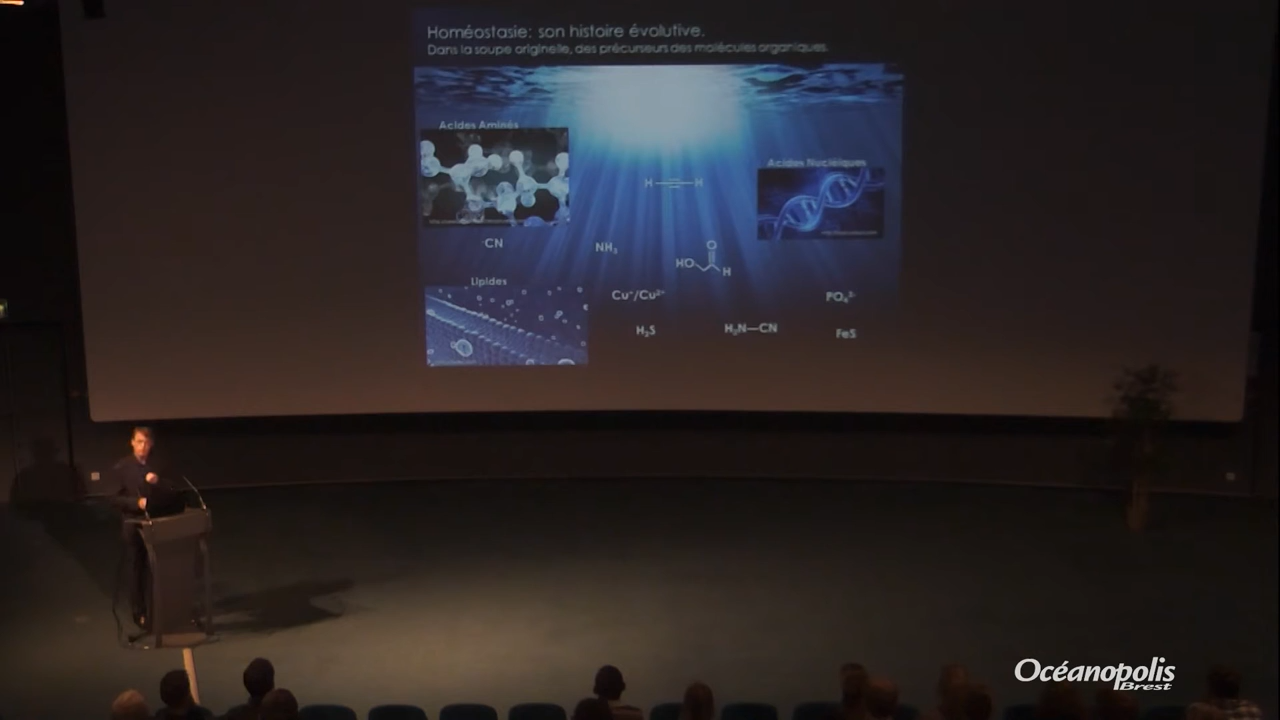 Homéostasie: son histoire évolutive.
Dans la soupe originelle, des précurseurs des molécules organiques.
Acides Aminés
Acides Nucléiques
H
H
-CN
NH₃
O
HO
H
Lipides
Cu⁺/Cu²⁺
PO₄³⁻
H₂S
H₂N—CN
FeS
Océanopolis
Brest